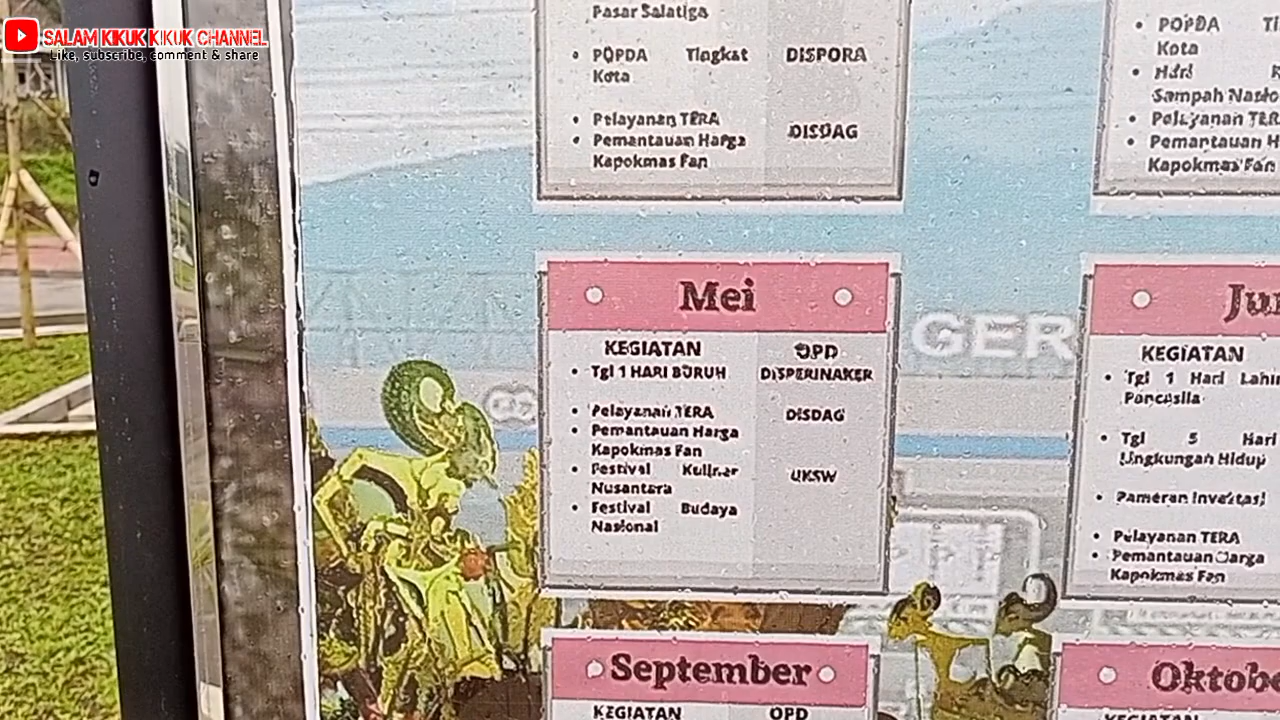 SALAM KIKUK KIKUK CHANNEL
Like, subscribe, comment & share
Pasar Salatiga
• POPDA Tingkat DISPORA
Kota
• Pelayanan TERA
• Pemantauan Harga DISDAG
Kapokmas Fan
• POPDA
Kota
• Hari
Sampah
• Pelayanan
• Pemantauan
Kapokmas Fan
Mei
KEGIATAN OPD
• Tgl 1 HARI BURUH DISPERINAKER
• Pelayanan TERA DISDAG
• Pemantauan Harga
Kapokmas Fan
• Festival Kuliner UKSW
Nusantara
• Festival Budaya
Nasional
GER
KEGIATAN
• Tgl 1 Hari Lahir
Pancasila
• Tgl 5 Hari
Lingkungan Hidup
• Pameran Investasi
• Pelayanan TERA
• Pemantauan Harga
Kapokmas Fan
September
KEGIATAN OPD
KEGIATAN